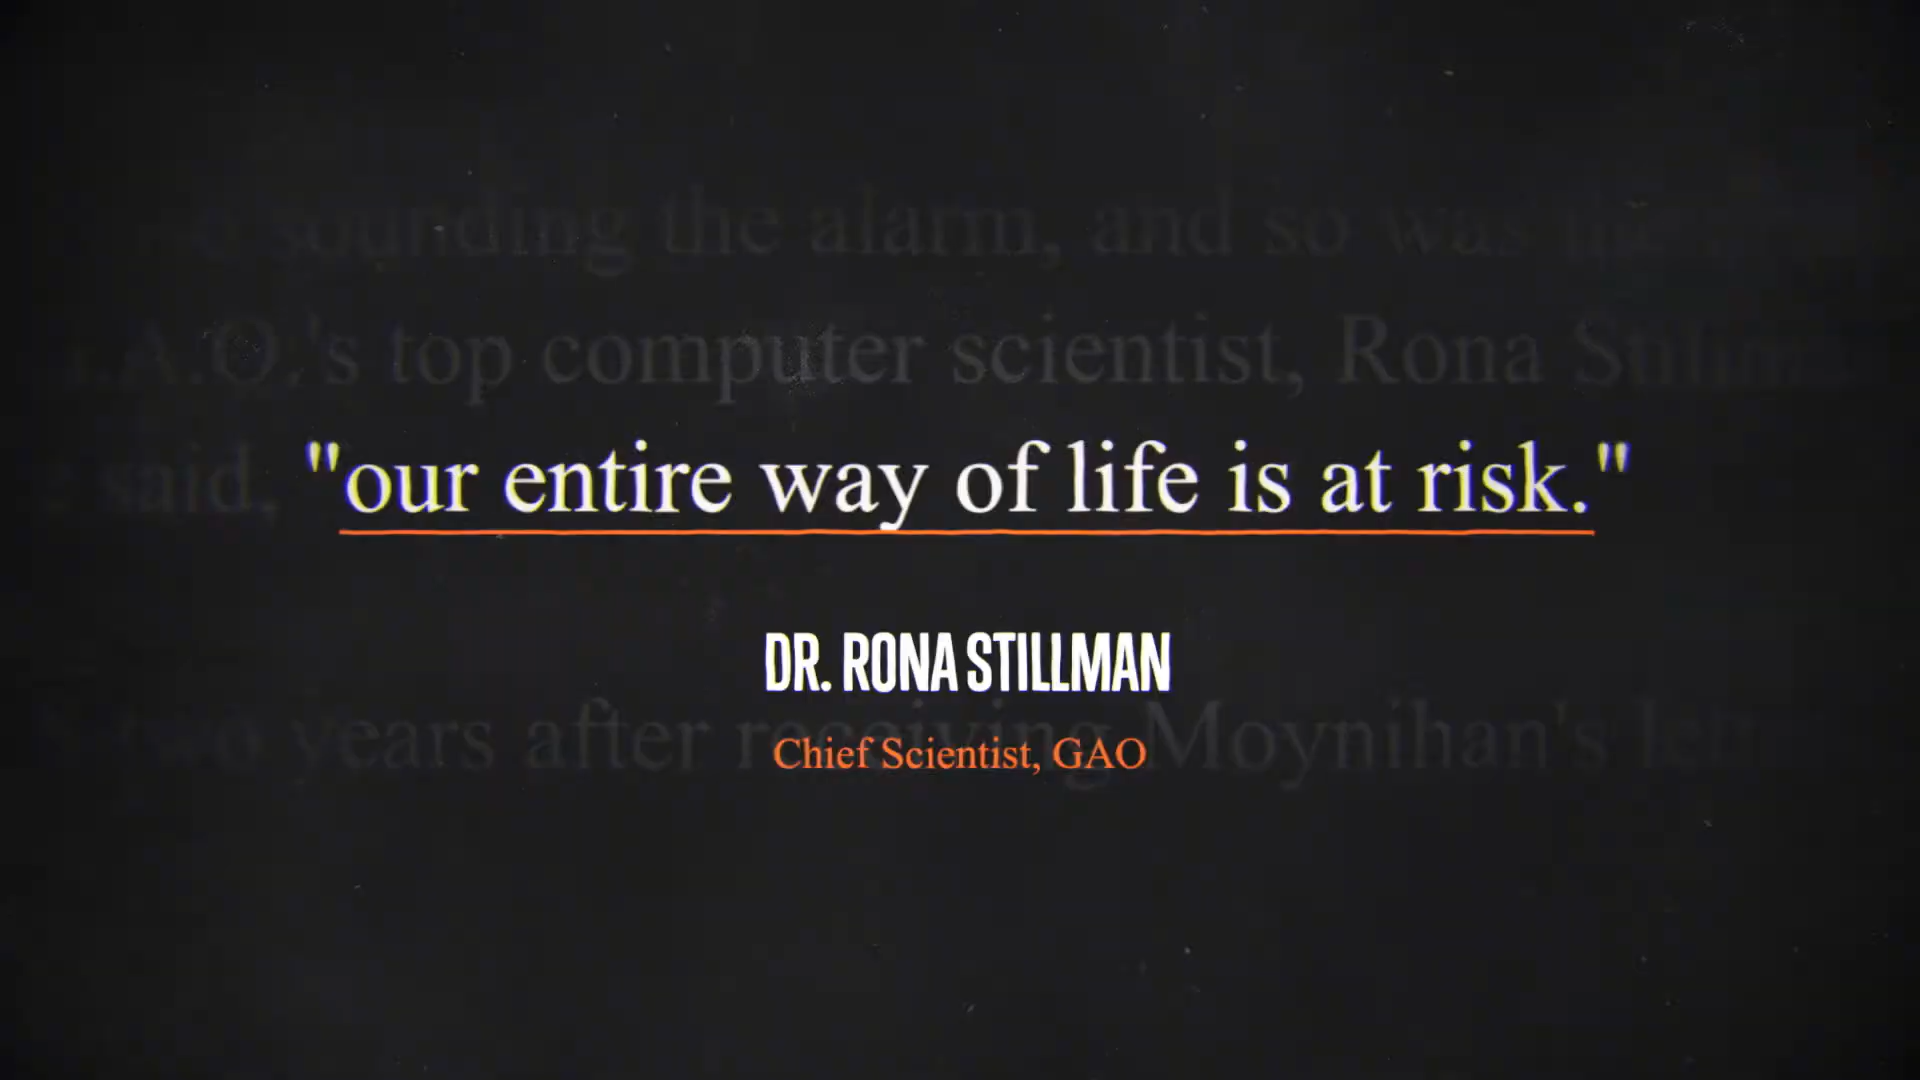 sounding the alarm, and so was the
A.O.'s top computer scientist, Rona
said, "our entire way of life is at risk."
DR. RONA STILLMAN
two years after receiving Moynihan's
Chief Scientist, GAO